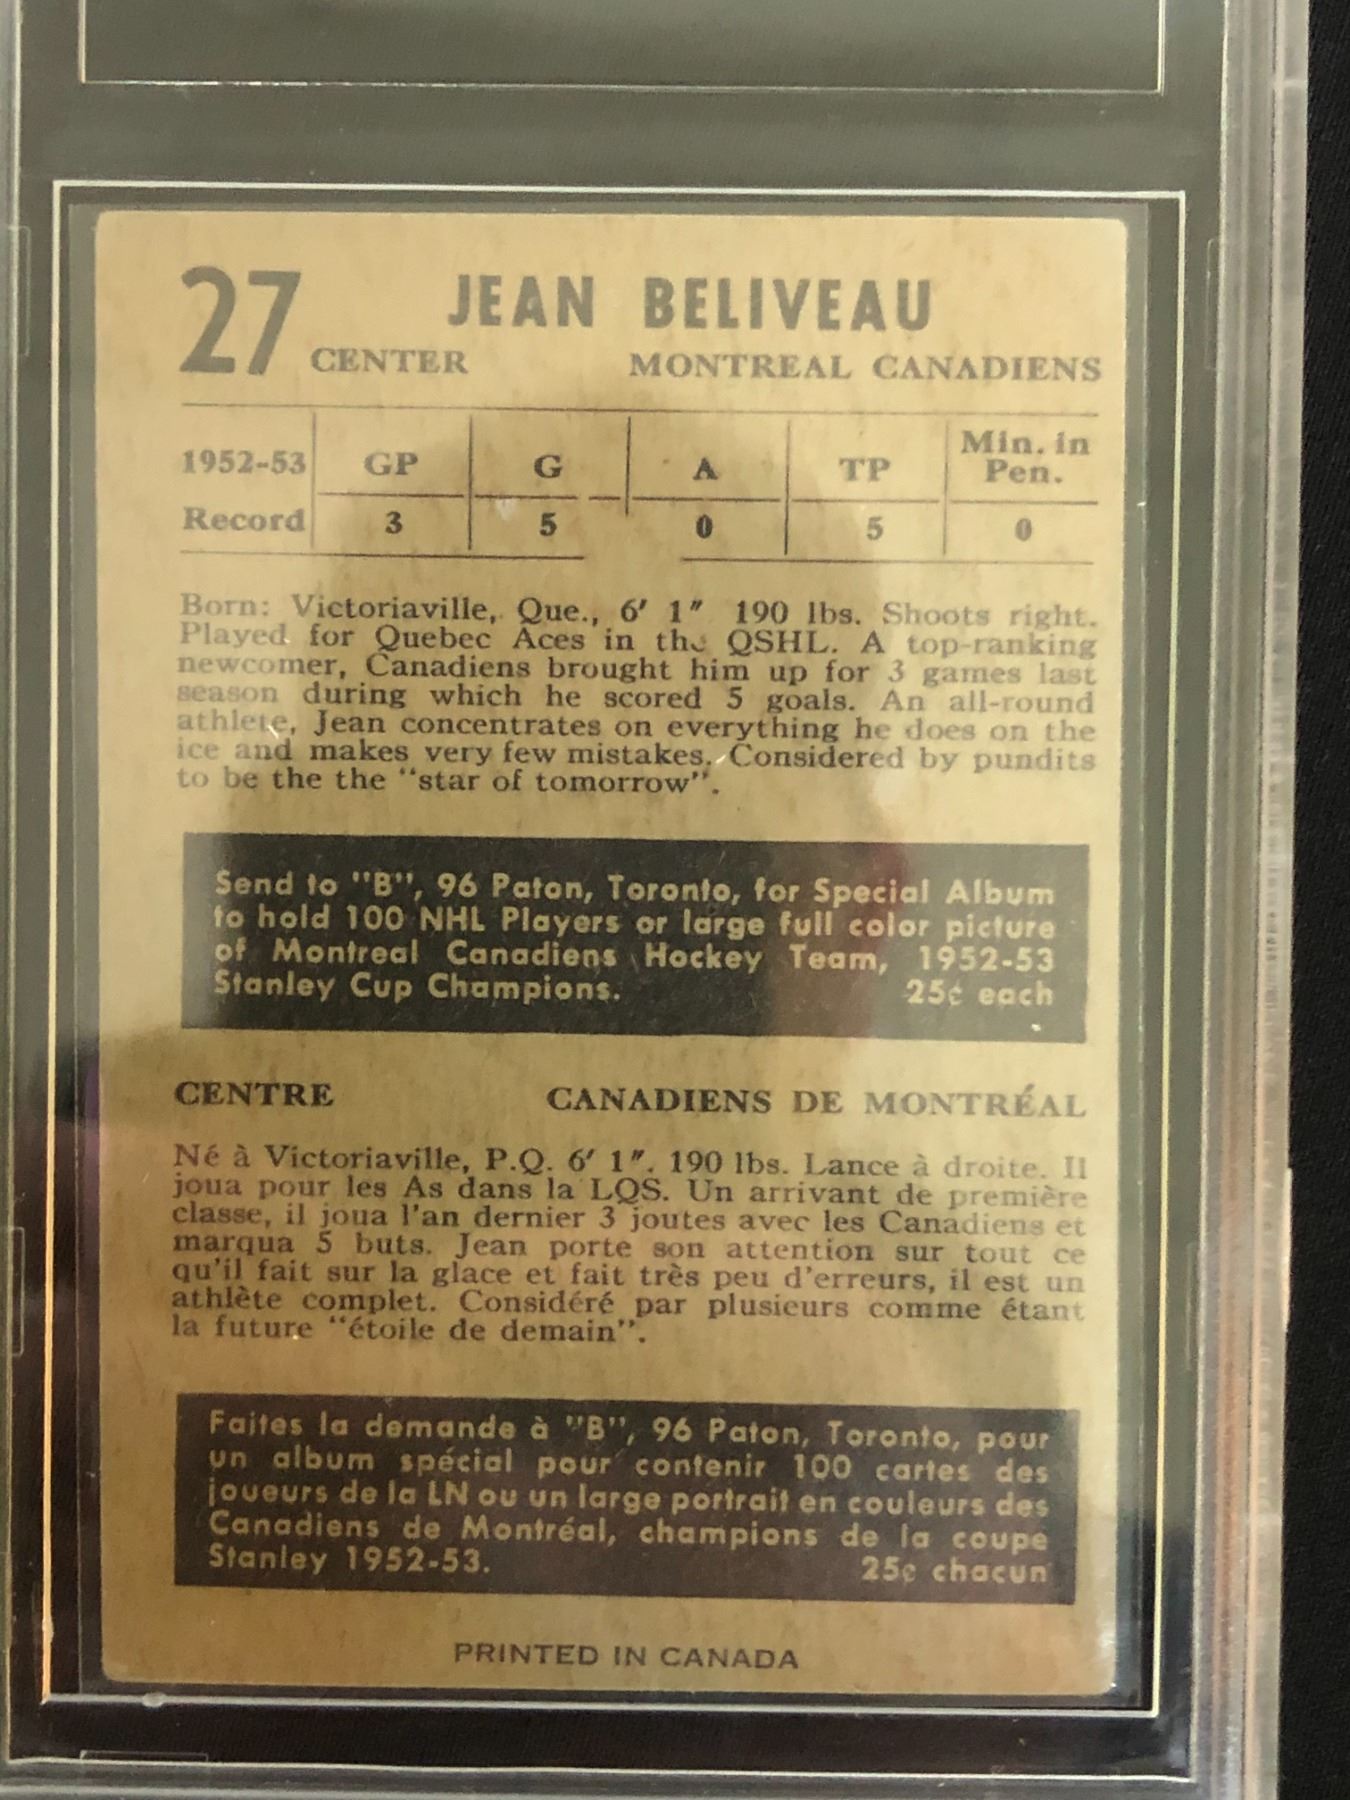 27 JEAN BELIVEAU
CENTER MONTREAL CANADIENS
1952-53 GP G A TP Min. in Pen.
Record 3 5 0 5 0
Born: Victoriaville, Que., 6' 1" 190 lbs. Shoots right.
Played for Quebec Aces in the QSHL. A top-ranking
newcomer, Canadiens brought him up for 3 games last
season during which he scored 5 goals. An all-round
athlete, Jean concentrates on everything he does on the
ice and makes very few mistakes. Considered by pundits
to be the the "star of tomorrow".
Send to "B", 96 Paton, Toronto, for Special Album
to hold 100 NHL Players or large full color picture
of Montreal Canadiens Hockey Team, 1952-53
Stanley Cup Champions. 25¢ each
CENTRE CANADIENS DE MONTRÉAL
Né à Victoriaville, P.Q. 6' 1". 190 lbs. Lance à droite. Il
joua pour les As dans la LQS. Un arrivant de première
classe, il joua l'an dernier 3 joutes avec les Canadiens et
marqua 5 buts. Jean porte son attention sur tout ce
qu'il fait sur la glace et fait très peu d'erreurs, il est un
athlète complet. Considéré par plusieurs comme étant
la future "étoile de demain".
Faites la demande à "B", 96 Paton, Toronto, pour
un album spécial pour contenir 100 cartes des
joueurs de la LN ou un large portrait en couleurs des
Canadiens de Montréal, champions de la coupe
Stanley 1952-53. 25¢ chacun
PRINTED IN CANADA